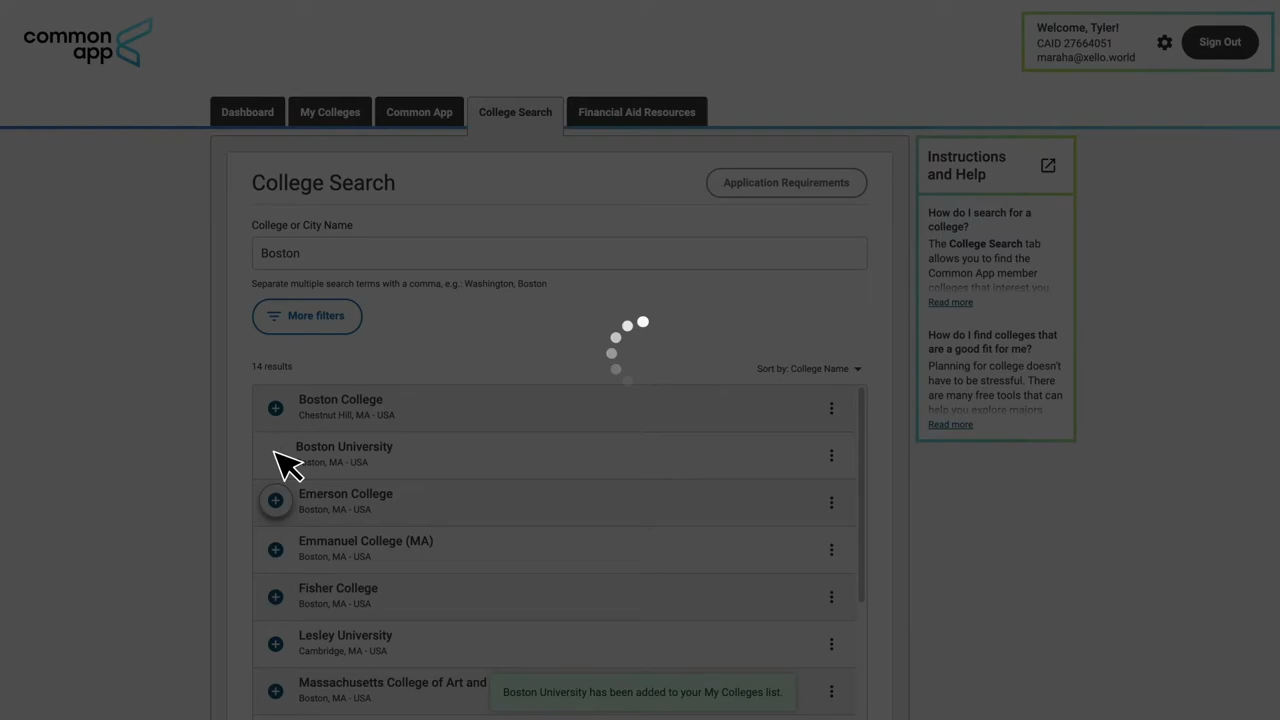 common
app
Welcome, Tyler!
CAID 27664051
maraha@xello.world
Sign Out
Dashboard
My Colleges
Common App
College Search
Financial Aid Resources
College Search
Application Requirements
College or City Name
Boston
Separate multiple search terms with a comma, e.g.: Washington, Boston
More filters
14 results
Sort by: College Name
Boston College
Chestnut Hill, MA - USA
Boston University
MA - USA
Emerson College
Boston, MA - USA
Emmanuel College (MA)
Boston, MA - USA
Fisher College
Boston, MA - USA
Lesley University
Cambridge, MA - USA
Massachusetts College of Art and
Boston, MA - USA
Boston University has been added to your My Colleges list.
Instructions
and Help
How do I search for a
college?
The College Search tab
allows you to find the
Common App member
colleges that interest you.
Read more
How do I find colleges that
are a good fit for me?
Planning for college doesn't
have to be stressful. There
are many free tools that can
help you explore majors,
Read more